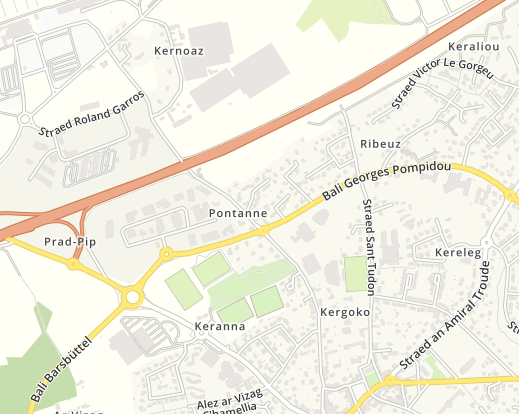 Kernoaz
Keraliou
Straed Victor Le Gorgeu
Straed Roland Garros
Ribeuz
Bali Georges Pompidou
Pontanne
Straed Sant Tudon
Prad-Pip
Kereleg
Kergoko
Keranna
Straed an Amiral Troude
Bali Barsbüttel
Alez ar Vizag
C'hamellia